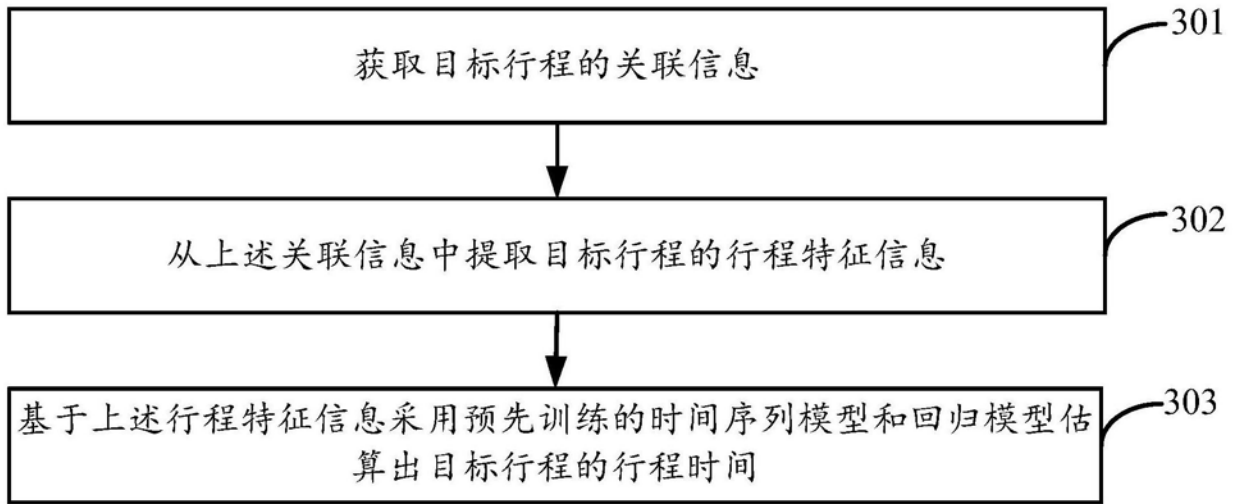 获取目标行程的关联信息
301
从上述关联信息中提取目标行程的行程特征信息
302
基于上述行程特征信息采用预先训练的时间序列模型和回归模型估
算出目标行程的行程时间
303